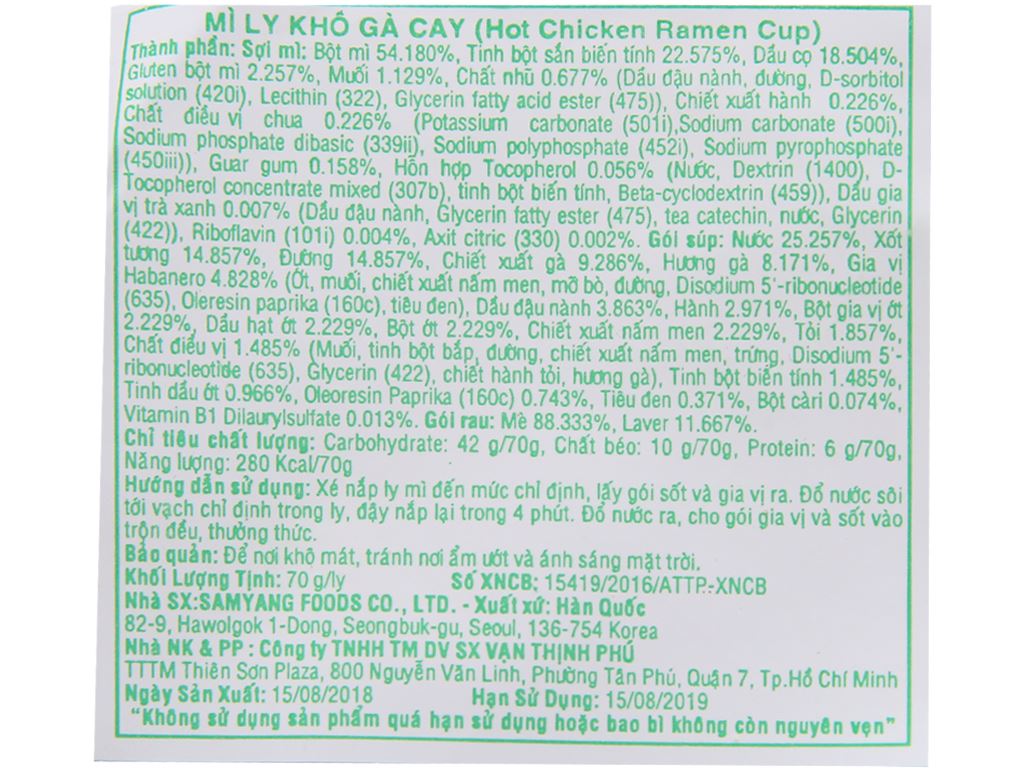 MÌ LY KHÔ GÀ CAY (Hot Chicken Ramen Cup)
Thành phần: Sợi mì: Bột mì 54.180%, Tinh bột sắn biến tính 22.575%, Dầu cọ 18.504%,
Gluten bột mì 2.257%, Muối 1.129%, Chất nhũ 0.677% (Dầu đậu nành, đường, D-sorbitol
solution (420i), Lecithin (322), Glycerin fatty acid ester (475)), Chiết xuất hành 0.226%,
Chất điều vị chua 0.226% (Potassium carbonate (501i),Sodium carbonate (500i),
Sodium phosphate dibasic (339ii), Sodium polyphosphate (452i), Sodium pyrophosphate
(450iii)), Guar gum 0.158%, Hỗn hợp Tocopherol 0.056% (Nước, Dextrin (1400), D-
Tocopherol concentrate mixed (307b), tinh bột biến tính, Beta-cyclodextrin (459)), Dầu gia
vị trà xanh 0.007% (Dầu đậu nành, Glycerin fatty ester (475), tea catechin, nước, Glycerin
(422)), Riboflavin (101i) 0.004%, Axit citric (330) 0.002%. Gói súp: Nước 25.257%, Xốt
tương 14.857%, Đường 14.857%, Chiết xuất gà 9.286%, Hương gà 8.171%, Gia vị
Habanero 4.828% (Ớt, muối, chiết xuất nấm men, mỡ bò, đường, Disodium 5'-ribonucleotide
(635), Oleresin paprika (160c), tiêu đen), Dầu đậu nành 3.863%, Hành 2.971%, Bột gia vị ớt
2.229%, Dầu hạt ớt 2.229%, Bột ớt 2.229%, Chiết xuất nấm men 2.229%, Tỏi 1.857%,
Chất điều vị 1.485% (Muối, tinh bột bắp, đường, chiết xuất nấm men, trứng, Disodium 5'-
ribonucleotide (635), Glycerin (422), chiết hành tỏi, hương gà), Tinh bột biến tính 1.485%,
Tinh dầu ớt 0.966%, Oleoresin Paprika (160c) 0.743%, Tiêu đen 0.371%, Bột càri 0.074%,
Vitamin B1 Dilaurylsulfate 0.013%. Gói rau: Mè 88.333%, Laver 11.667%.
Chỉ tiêu chất lượng: Carbohydrate: 42 g/70g, Chất béo: 10 g/70g, Protein: 6 g/70g,
Năng lượng: 280 Kcal/70g
Hướng dẫn sử dụng: Xé nắp ly mì đến mức chỉ định, lấy gói sốt và gia vị ra. Đổ nước sôi
tới vạch chỉ định trong ly, đậy nắp lại trong 4 phút. Đổ nước ra, cho gói gia vị và sốt vào
trộn đều, thưởng thức.
Bảo quản: Để nơi khô mát, tránh nơi ẩm ướt và ánh sáng mặt trời.
Khối Lượng Tịnh: 70 g/ly Số XNCB: 15419/2016/ATTP-XNCB
Nhà SX:SAMYANG FOODS CO., LTD. - Xuất xứ: Hàn Quốc
82-9, Hawolgok 1-Dong, Seongbuk-gu, Seoul, 136-754 Korea
Nhà NK & PP : Công ty TNHH TM DV SX VẠN THỊNH PHÚ
TTTM Thiên Sơn Plaza, 800 Nguyễn Văn Linh, Phường Tân Phú, Quận 7, Tp.Hồ Chí Minh
Ngày Sản Xuất: 15/08/2018 Hạn Sử Dụng: 15/08/2019
"Không sử dụng sản phẩm quá hạn sử dụng hoặc bao bì không còn nguyên vẹn"